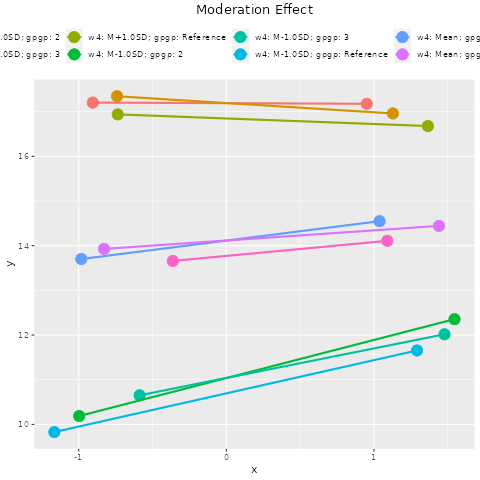 Moderation Effect
.0SD; gpgp: 2 w4: M+1.0SD; gpgp: Reference w4: M-1.0SD; gpgp: 3 w4: Mean; gpg
.0SD; gpgp: 3 w4: M-1.0SD; gpgp: 2 w4: M-1.0SD; gpgp: Reference w4: Mean; gpg
16
14
y
12
10
-1 0 1
x